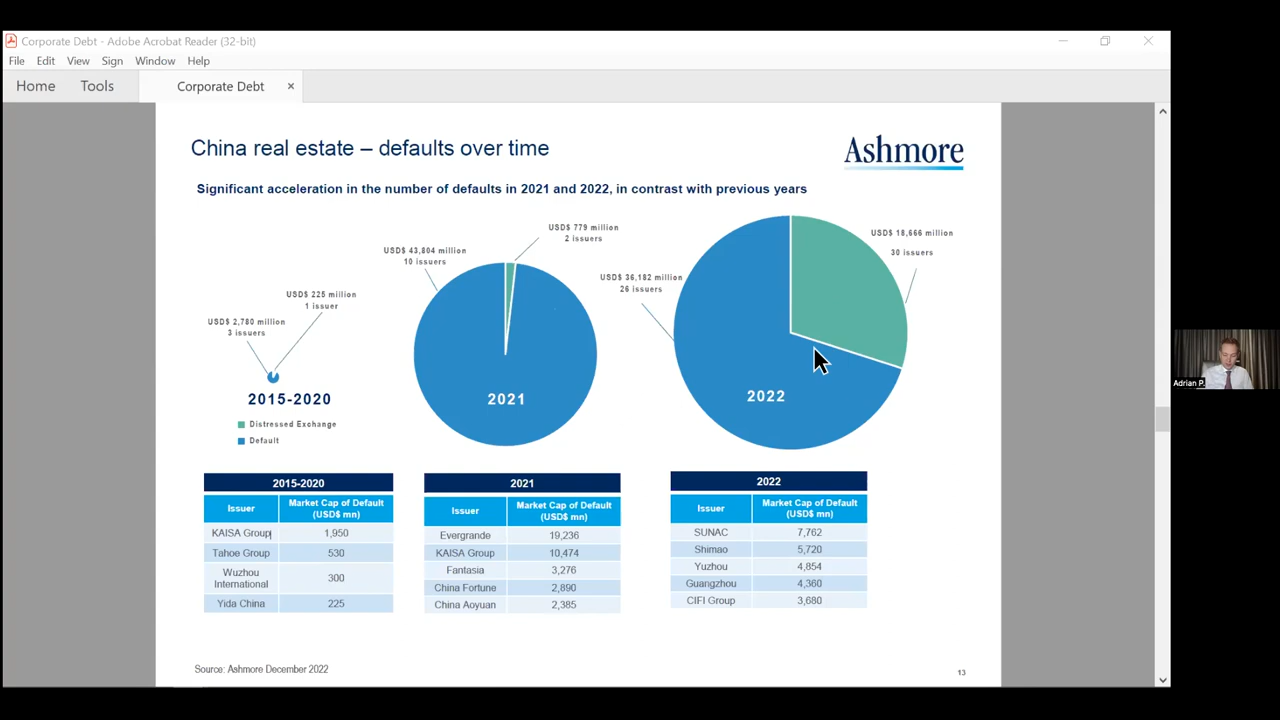 Corporate Debt - Adobe Acrobat Reader (32-bit)
File Edit View Sign Window Help
Home Tools Corporate Debt ×
China real estate – defaults over time
Ashmore
Significant acceleration in the number of defaults in 2021 and 2022, in contrast with previous years
USD$ 2,780 million
3 issuers
USD$ 225 million
1 issuer
2015-2020
Distressed Exchange
Default
USD$ 43,804 million
10 issuers
USD$ 779 million
2 issuers
2021
USD$ 36,182 million
26 issuers
USD$ 18,666 million
30 issuers
2022
2015-2020
Issuer Market Cap of Default
(USD$ mn)
KAISA Group 1,950
Tahoe Group 530
Wuzhou
International 300
Yida China 225
2021
Issuer Market Cap of Default
(USD$ mn)
Evergrande 19,236
KAISA Group 10,474
Fantasia 3,276
China Fortune 2,890
China Aoyuan 2,385
2022
Issuer Market Cap of Default
(USD$ mn)
SUNAC 7,762
Shimao 5,720
Yuzhou 4,854
Guangzhou 4,360
CIFI Group 3,680
Source: Ashmore December 2022
13
Adrian P.